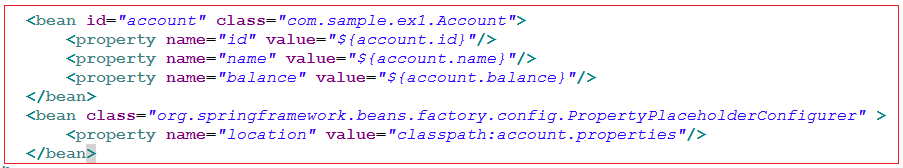 <bean id="account" class="com.sample.ex1.Account">
<property name="id" value="${account.id}"/>
<property name="name" value="${account.name}"/>
<property name="balance" value="${account.balance}"/>
</bean>
<bean class="org.springframework.beans.factory.config.PropertyPlaceholderConfigurer" >
<property name="location" value="classpath:account.properties"/>
</bean>